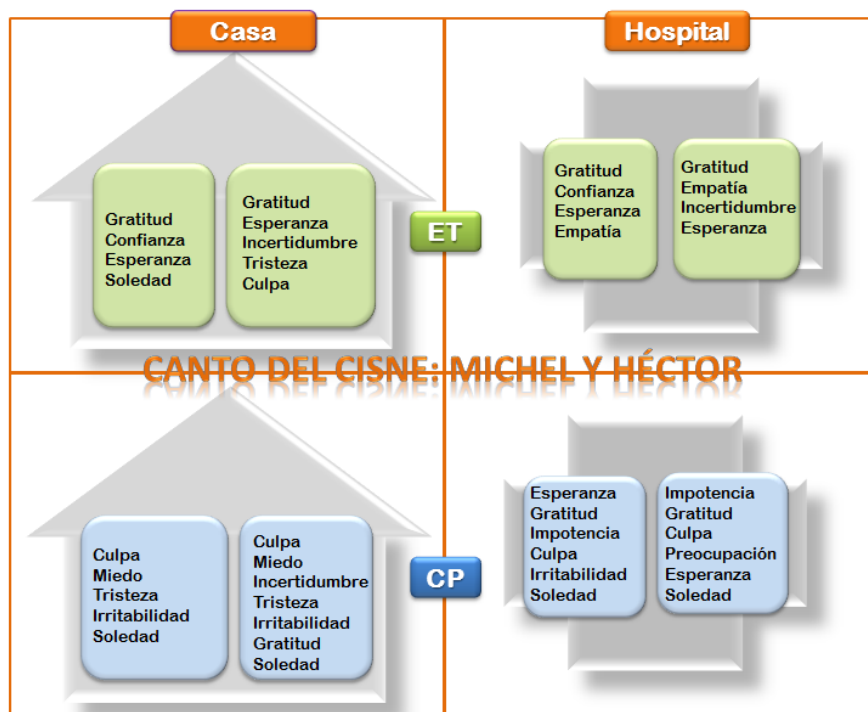 Casa
Hospital
Gratitud
Confianza
Esperanza
Soledad
Gratitud
Esperanza
Incertidumbre
Tristeza
Culpa
ET
Gratitud
Confianza
Esperanza
Empatía
Gratitud
Empatía
Incertidumbre
Esperanza
CANTO DEL CISNE: MICHEL Y HÉCTOR
Culpa
Miedo
Tristeza
Irritabilidad
Soledad
Culpa
Miedo
Incertidumbre
Tristeza
Irritabilidad
Gratitud
Soledad
CP
Esperanza
Gratitud
Impotencia
Culpa
Irritabilidad
Soledad
Impotencia
Gratitud
Culpa
Preocupación
Esperanza
Soledad